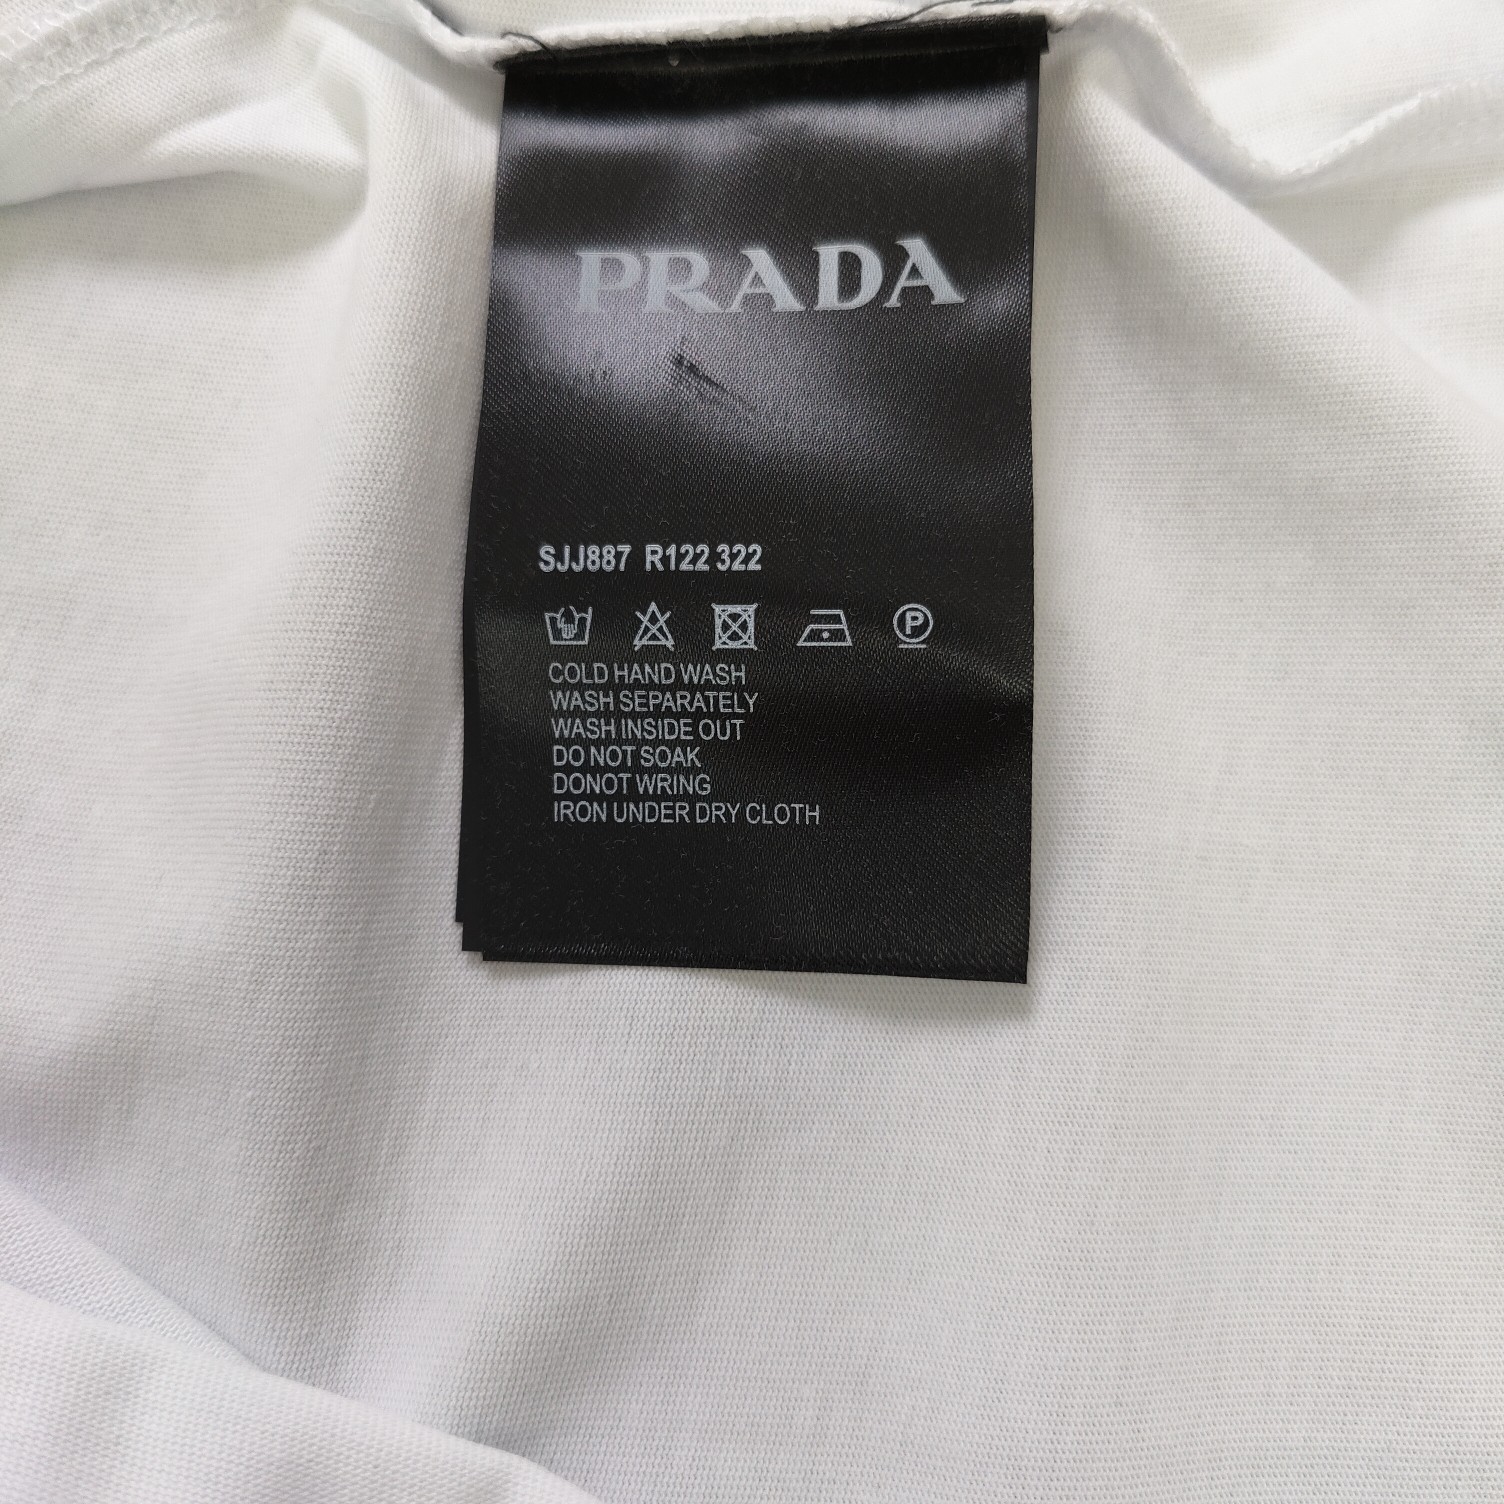 PRADA
SJJ887 R122 322
P
COLD HAND WASH
WASH SEPARATELY
WASH INSIDE OUT
DO NOT SOAK
DONOT WRING
IRON UNDER DRY CLOTH